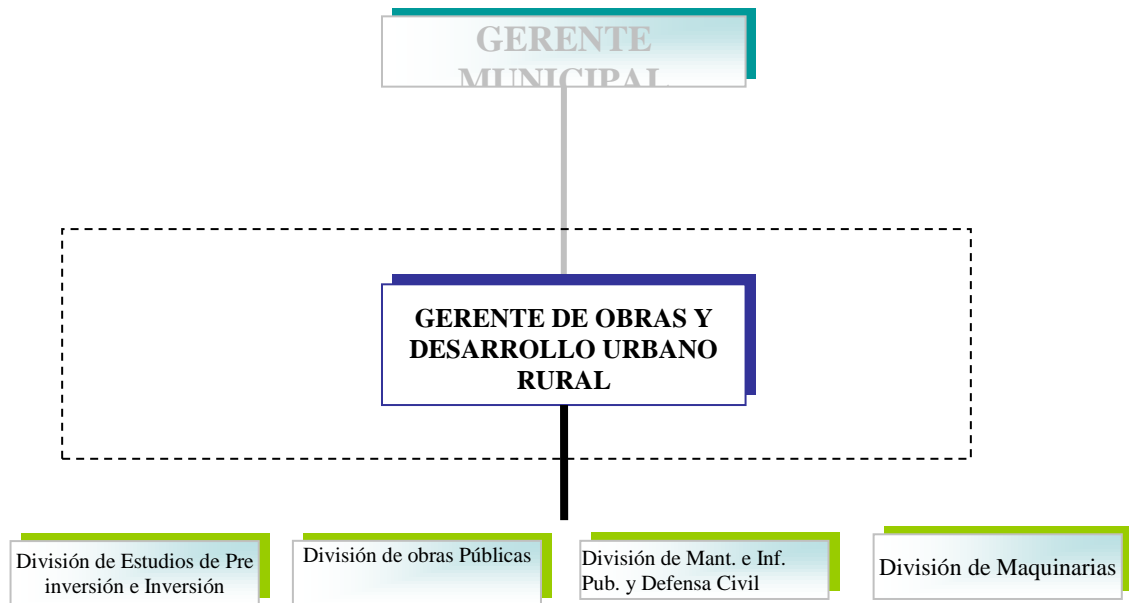 GERENTE
MUNICIPAL
GERENTE DE OBRAS Y
DESARROLLO URBANO
RURAL
División de Estudios de Pre
inversión e Inversión
División de obras Públicas
División de Mant. e Inf.
Pub. y Defensa Civil
División de Maquinarias